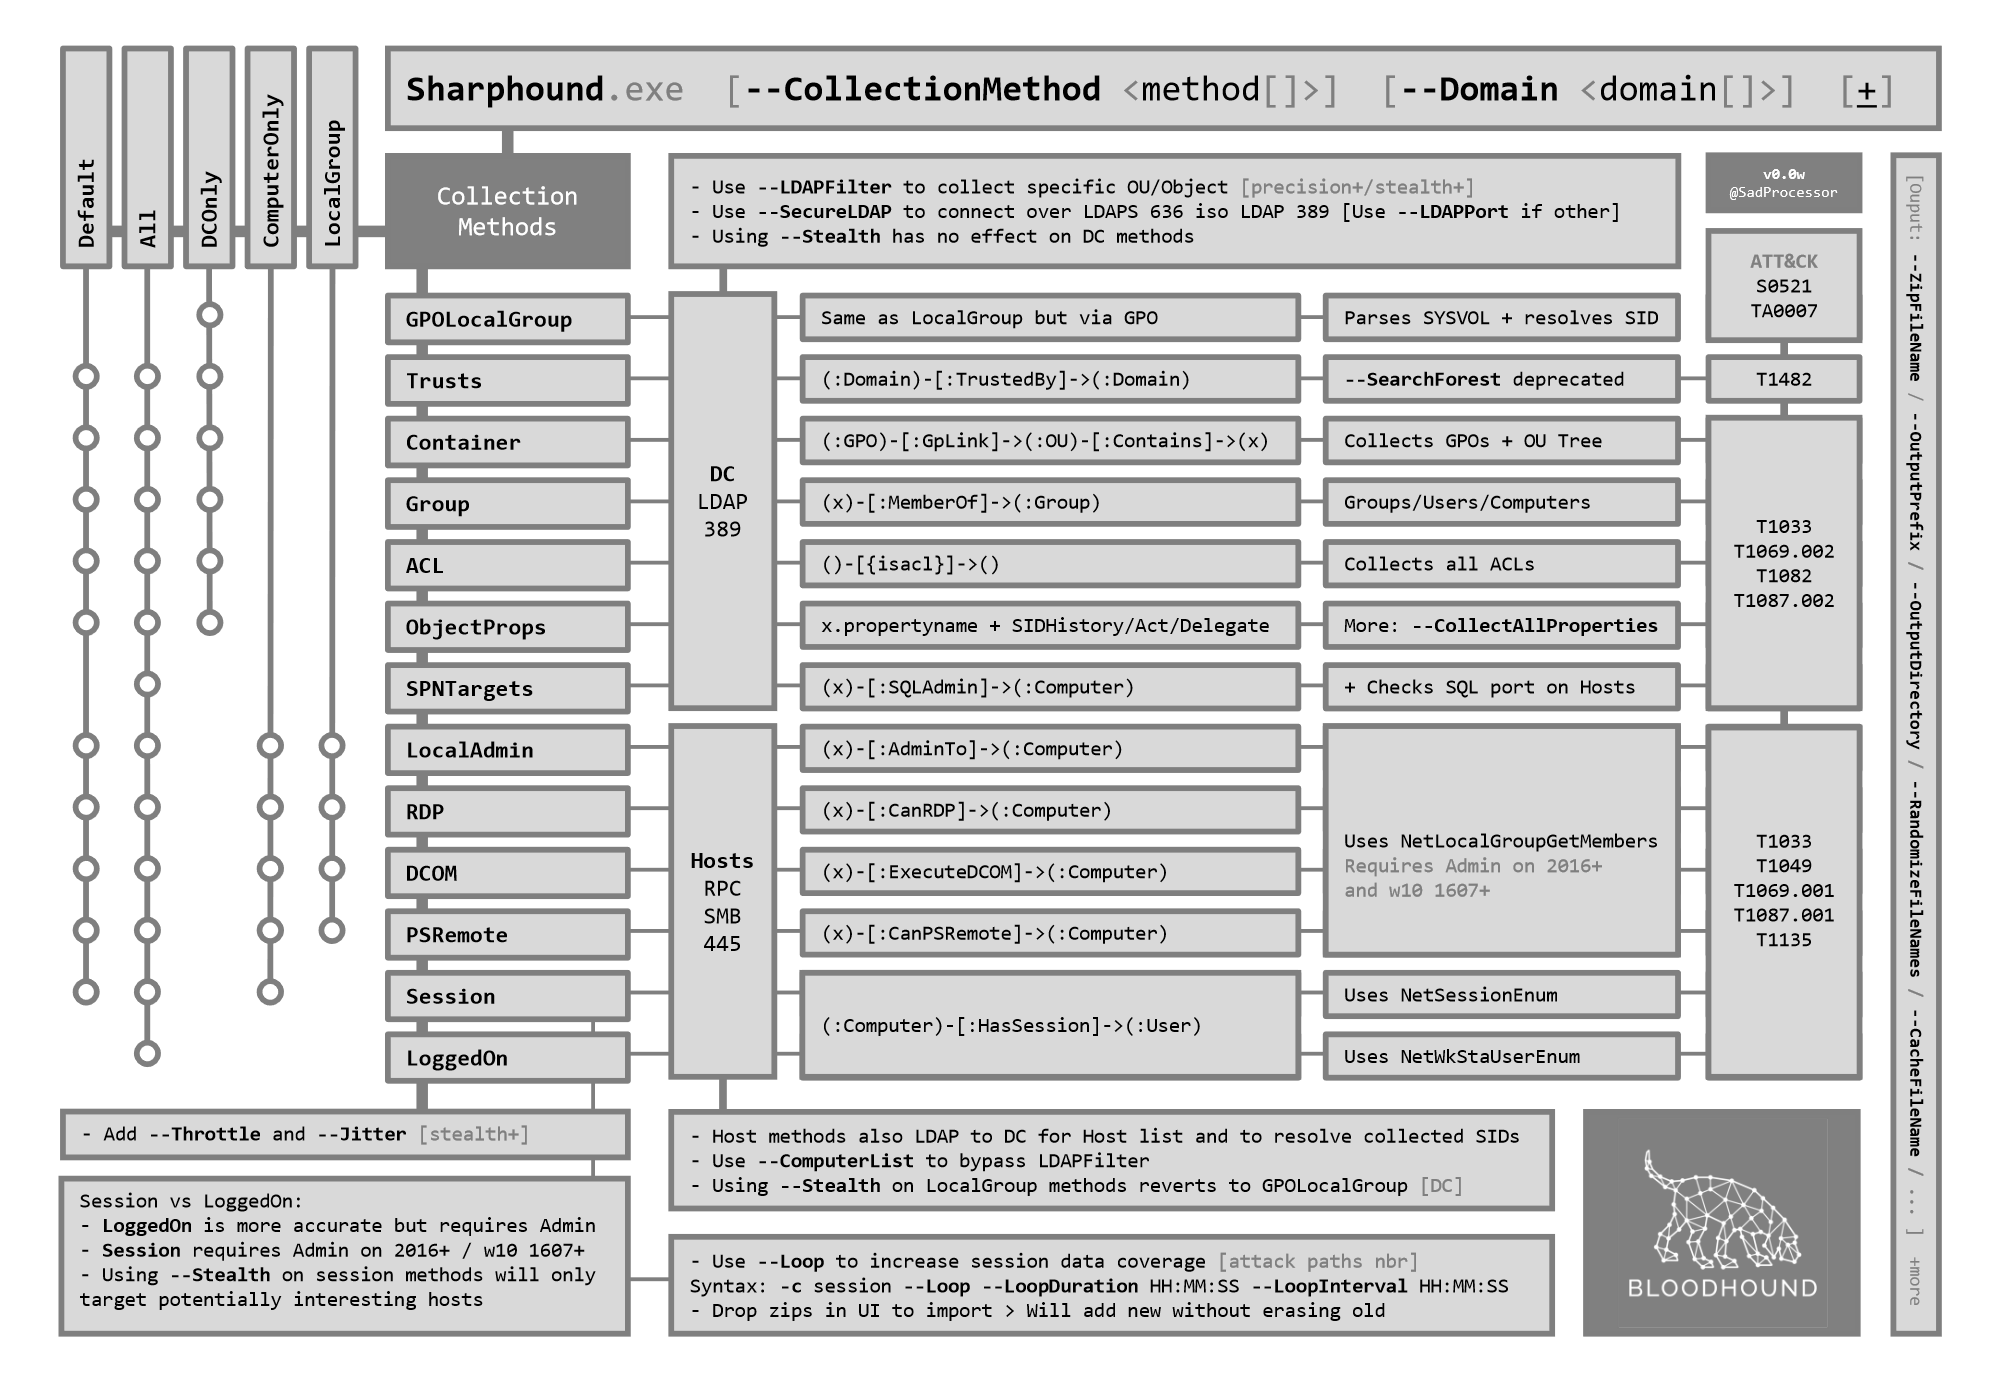 Default
All
DCOnly
ComputerOnly
LocalGroup
Sharphound.exe [--CollectionMethod <method[]>] [--Domain <domain[]>] [+]
Collection
Methods
- Use --LDAPFilter to collect specific OU/Object [precision+/stealth+]
- Use --SecureLDAP to connect over LDAPS 636 iso LDAP 389 [Use --LDAPPort if other]
- Using --Stealth has no effect on DC methods
v0.0w
@SadProcessor
ATT&CK
S0521
TA0007
GPOLocalGroup
Same as LocalGroup but via GPO
Parses SYSVOL + resolves SID
Trusts
(:Domain)-[:TrustedBy]->(:Domain)
--SearchForest deprecated
T1482
Container
(:GPO)-[:GpLink]->(:OU)-[:Contains]->(x)
Collects GPOs + OU Tree
DC
LDAP
389
Group
(x)-[:MemberOf]->(:Group)
Groups/Users/Computers
T1033
T1069.002
T1082
T1087.002
ACL
()-[{isacl}]->()
Collects all ACLs
ObjectProps
x.propertyname + SIDHistory/Act/Delegate
More: --CollectAllProperties
SPNTargets
(x)-[:SQLAdmin]->(:Computer)
+ Checks SQL port on Hosts
LocalAdmin
(x)-[:AdminTo]->(:Computer)
RDP
(x)-[:CanRDP]->(:Computer)
Hosts
RPC
SMB
445
Uses NetLocalGroupGetMembers
Requires Admin on 2016+
and w10 1607+
T1033
T1049
T1069.001
T1087.001
T1135
DCOM
(x)-[:ExecuteDCOM]->(:Computer)
PSRemote
(x)-[:CanPSRemote]->(:Computer)
Session
(:Computer)-[:HasSession]->(:User)
Uses NetSessionEnum
LoggedOn
Uses NetWkStaUserEnum
[Ouput: --ZipFileName / --OutputPrefix / --OutputDirectory / --RandomizeFileNames / --CacheFileName / ... ] +more
- Add --Throttle and --Jitter [stealth+]
Session vs LoggedOn:
- LoggedOn is more accurate but requires Admin
- Session requires Admin on 2016+ / w10 1607+
- Using --Stealth on session methods will only
target potentially interesting hosts
- Host methods also LDAP to DC for Host list and to resolve collected SIDs
- Use --ComputerList to bypass LDAPFilter
- Using --Stealth on LocalGroup methods reverts to GPOLocalGroup [DC]
- Use --Loop to increase session data coverage [attack paths nbr]
Syntax: -c session --Loop --LoopDuration HH:MM:SS --LoopInterval HH:MM:SS
- Drop zips in UI to import > Will add new without erasing old
BLOODHOUND